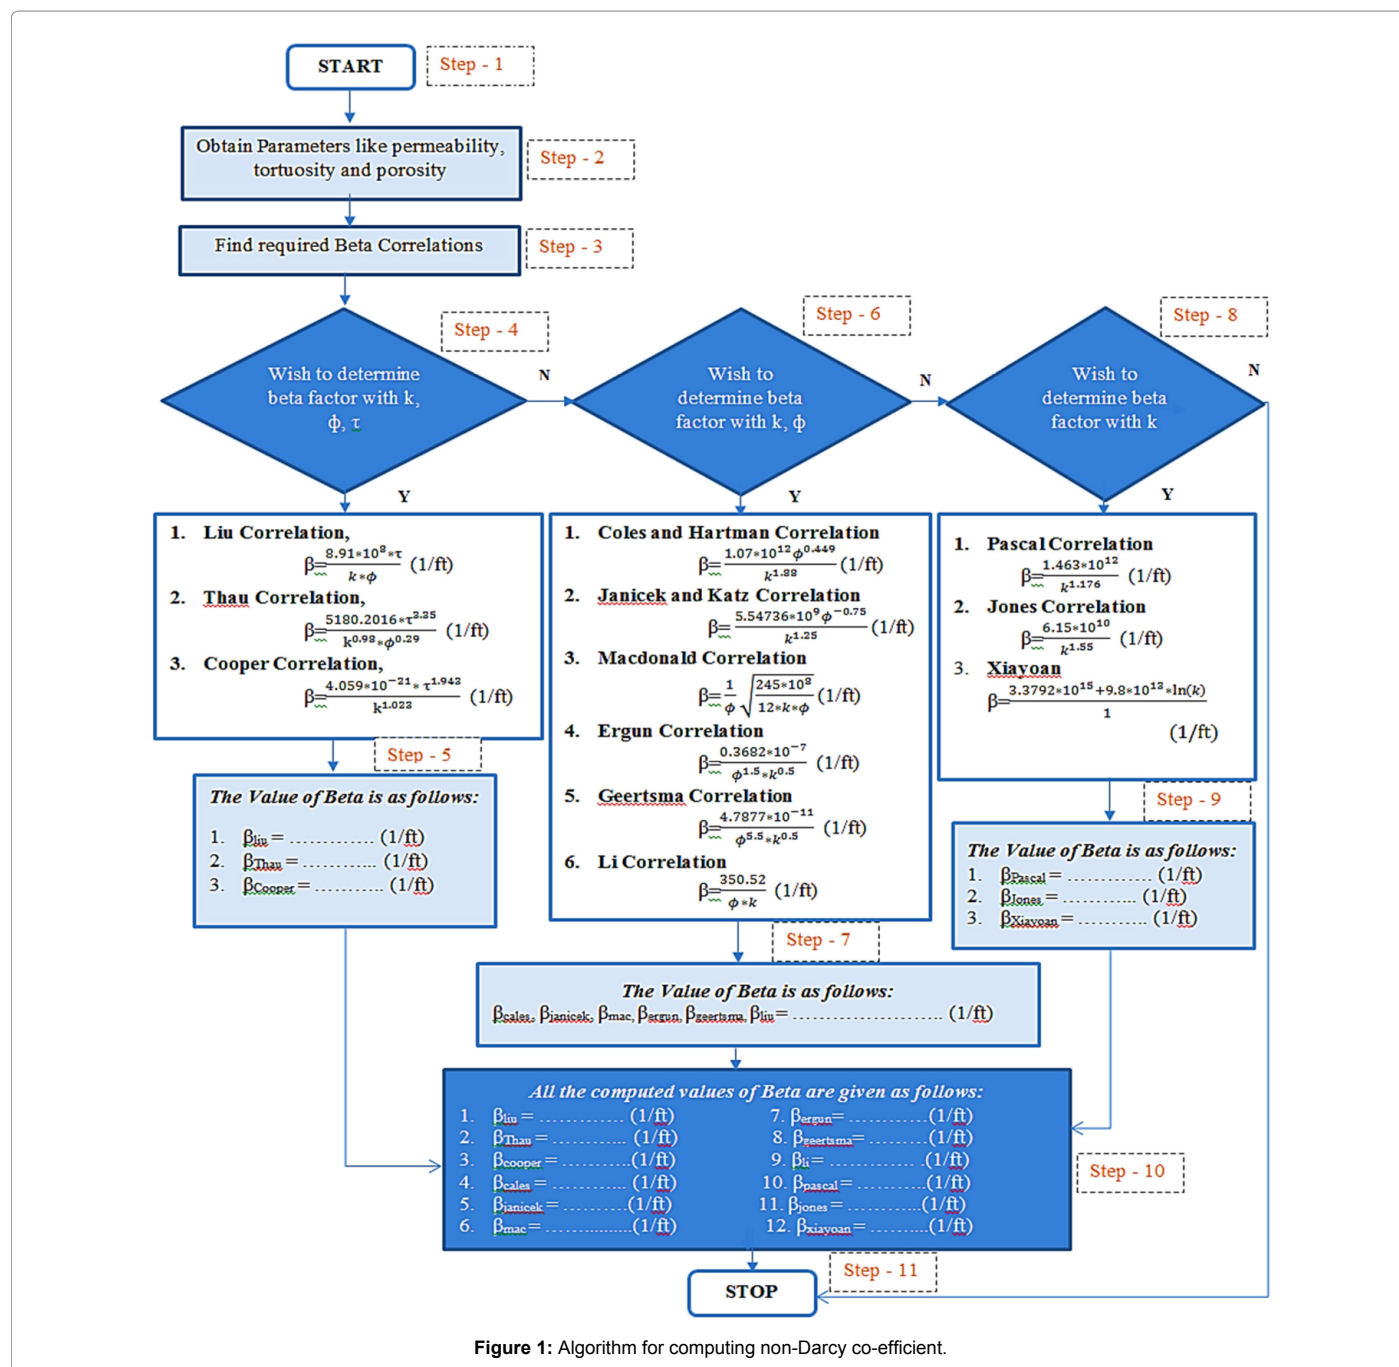 START
Step - 1
Obtain Parameters like permeability,
tortuosity and porosity
Step - 2
Find required Beta Correlations
Step - 3
Step - 4
Wish to determine
beta factor with k,
ϕ, τ
N
Y
Step - 6
Wish to
determine beta
factor with k, ϕ
N
Y
Step - 8
Wish to
determine beta
factor with k
N
Y
1. Liu Correlation,
β=8.91*10⁸*τ / k*ϕ (1/ft)
2. Thau Correlation,
β=5180.2016*τ^3.35 / k^0.98*ϕ^0.29 (1/ft)
3. Cooper Correlation,
β=4.059*10⁻²¹*τ^1.943 / k^1.023 (1/ft)
Step - 5
The Value of Beta is as follows:
1. βliu= ............. (1/ft)
2. βThau= ........... (1/ft)
3. βCooper= .......... (1/ft)
1. Coles and Hartman Correlation
β=1.07*10¹²ϕ^0.449 / k^1.88 (1/ft)
2. Janicek and Katz Correlation
β=5.54736*10⁹ϕ^−0.75 / k^1.25 (1/ft)
3. Macdonald Correlation
β=1/ϕ √(245*10⁸ / 12*k*ϕ) (1/ft)
4. Ergun Correlation
β=0.3682*10⁻⁷ / ϕ^1.5*k^0.5 (1/ft)
5. Geertsma Correlation
β=4.7877*10⁻¹¹ / ϕ^5.5*k^0.5 (1/ft)
6. Li Correlation
β=350.52 / ϕ*k (1/ft)
Step - 7
The Value of Beta is as follows:
βcales, βjanicek, βmac, βergun, βgeertsma, βliu= ....................... (1/ft)
1. Pascal Correlation
β=1.463*10¹² / k^1.176 (1/ft)
2. Jones Correlation
β=6.15*10¹⁰ / k^1.55 (1/ft)
3. Xiayoan
β=3.3792*10¹⁵+9.8*10¹³*ln(k) / 1
(1/ft)
Step - 9
The Value of Beta is as follows:
1. βPascal= ............. (1/ft)
2. βJones= ........... (1/ft)
3. βXiayoan= .......... (1/ft)
All the computed values of Beta are given as follows:
1. βliu= ............. (1/ft)
2. βThau= ........... (1/ft)
3. βcooper= ..........(1/ft)
4. βcales= ........... (1/ft)
5. βjanicek= ..........(1/ft)
6. βmac= ................(1/ft)
7. βergun= ............(1/ft)
8. βgeertsma= .........(1/ft)
9. βli= .............. .(1/ft)
10. βpascal= ..........(1/ft)
11. βjones= ...........(1/ft)
12. βxiayoan= .........(1/ft)
Step - 10
STOP
Step - 11
Figure 1: Algorithm for computing non-Darcy co-efficient.